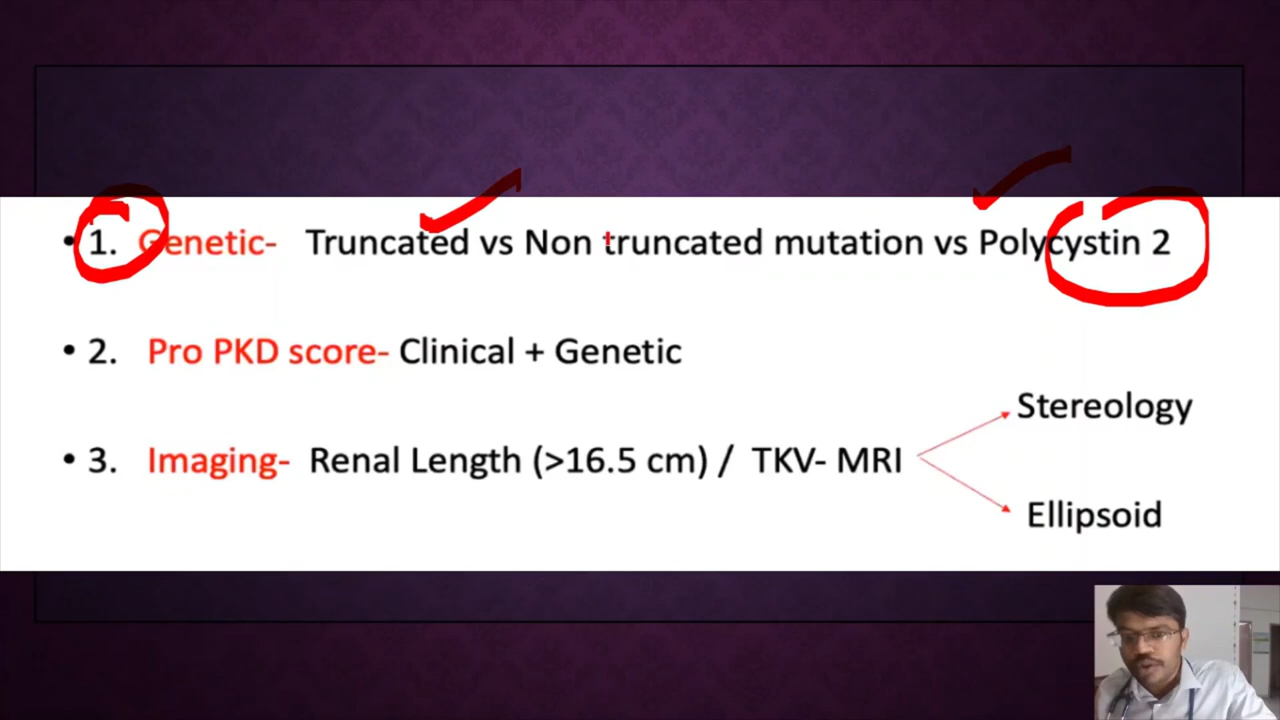 • 1. Genetic- Truncated vs Non truncated mutation vs Polycystin 2
• 2. Pro PKD score- Clinical + Genetic
Stereology
• 3. Imaging- Renal Length (>16.5 cm) / TKV- MRI
Ellipsoid